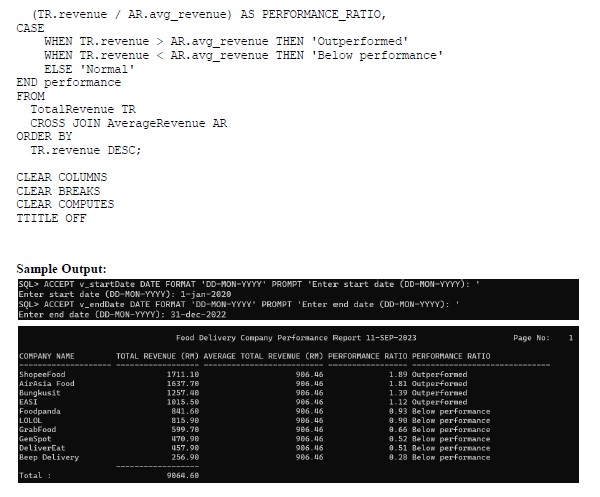 (TR.revenue / AR.avg_revenue) AS PERFORMANCE_RATIO,
CASE
WHEN TR.revenue > AR.avg_revenue THEN 'Outperformed'
WHEN TR.revenue < AR.avg_revenue THEN 'Below performance'
ELSE 'Normal'
END performance
FROM
TotalRevenue TR
CROSS JOIN AverageRevenue AR
ORDER BY
TR.revenue DESC;
CLEAR COLUMNS
CLEAR BREAKS
CLEAR COMPUTES
TTITLE OFF
Sample Output:
SQL> ACCEPT v_startDate DATE FORMAT 'DD-MON-YYYY' PROMPT 'Enter start date (DD-MON-YYYY): '
Enter start date (DD-MON-YYYY): 1-jan-2020
SQL> ACCEPT v_endDate DATE FORMAT 'DD-MON-YYYY' PROMPT 'Enter end date (DD-MON-YYYY): '
Enter end date (DD-MON-YYYY): 31-dec-2022
Food Delivery Company Performance Report 11-SEP-2023 Page No: 1
COMPANY NAME TOTAL REVENUE (RM) AVERAGE TOTAL REVENUE (RM) PERFORMANCE RATIO PERFORMANCE RATIO
ShopeeFood 1711.10 906.46 1.89 Outperformed
AirAsia Food 1637.70 906.46 1.81 Outperformed
Bungkusit 1257.40 906.46 1.39 Outperformed
EASI 1015.50 906.46 1.12 Outperformed
Foodpanda 841.60 906.46 0.93 Below performance
LOLOL 815.90 906.46 0.90 Below performance
GrabFood 599.70 906.46 0.66 Below performance
GemSpot 470.90 906.46 0.52 Below performance
DeliverEat 457.90 906.46 0.51 Below performance
Beep Delivery 256.90 906.46 0.28 Below performance
Total : 9064.60